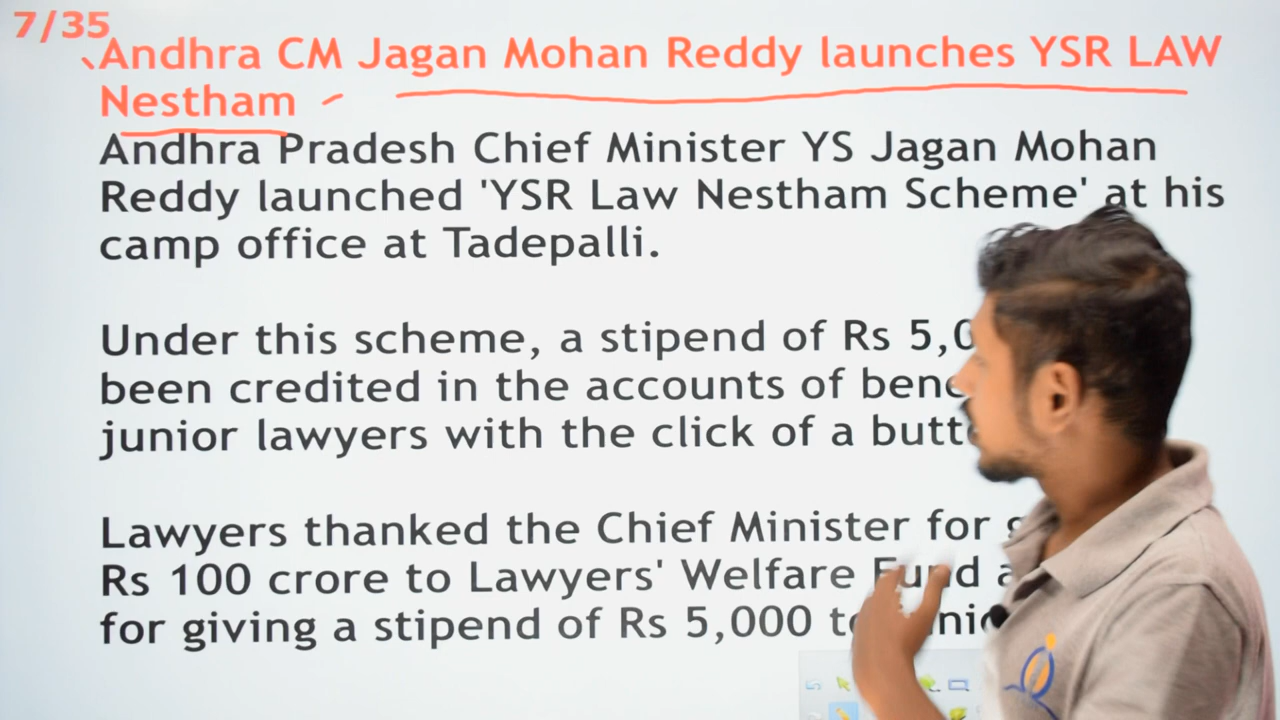 7/35
Andhra CM Jagan Mohan Reddy launches YSR LAW
Nestham
Andhra Pradesh Chief Minister YS Jagan Mohan
Reddy launched 'YSR Law Nestham Scheme' at his
camp office at Tadepalli.
Under this scheme, a stipend of Rs
been credited in the accounts of
junior lawyers with the click of a
Lawyers thanked the Chief Minister for
Rs 100 crore to Lawyers' Welfare Fund
for giving a stipend of Rs 5,000